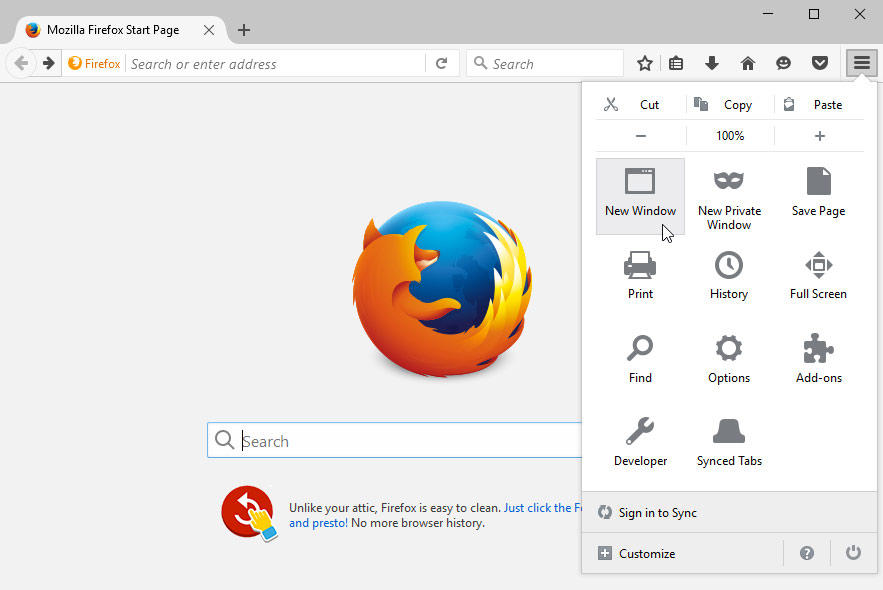 Mozilla Firefox Start Page
Firefox
Search or enter address
Search
Cut
Copy
Paste
100%
New Window
New Private
Window
Save Page
Print
History
Full Screen
Find
Options
Add-ons
Developer
Synced Tabs
Sign in to Sync
Customize
Search
Unlike your attic, Firefox is easy to clean. Just click the
and presto! No more browser history.